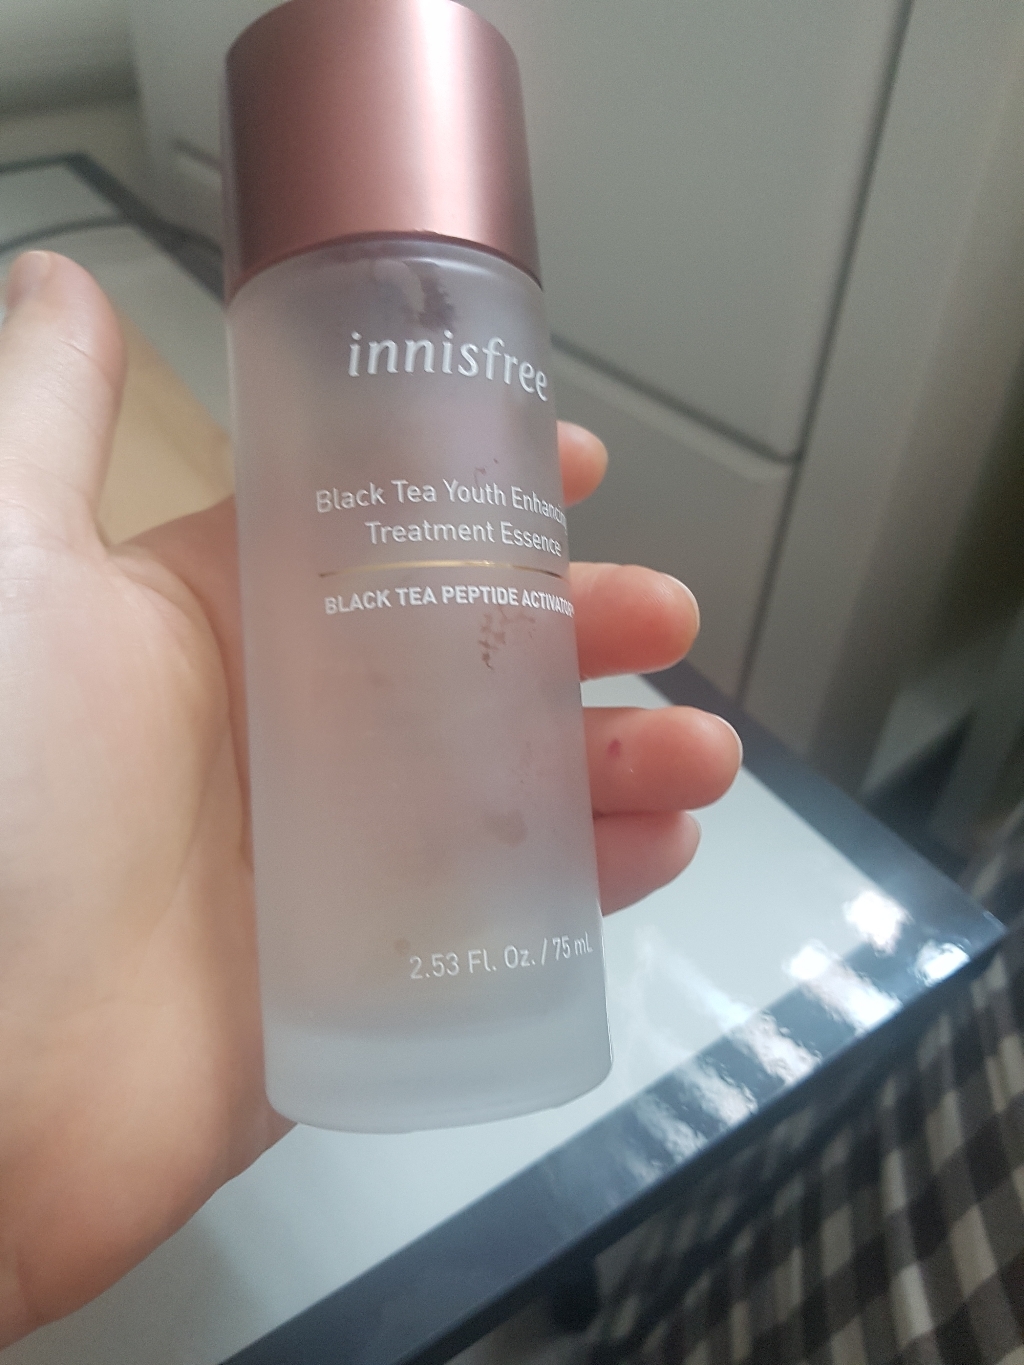 innisfree
Black Tea Youth Enhancing
Treatment Essence
BLACK TEA PEPTIDE ACTIVATOR
2.53 Fl. Oz. / 75 mL